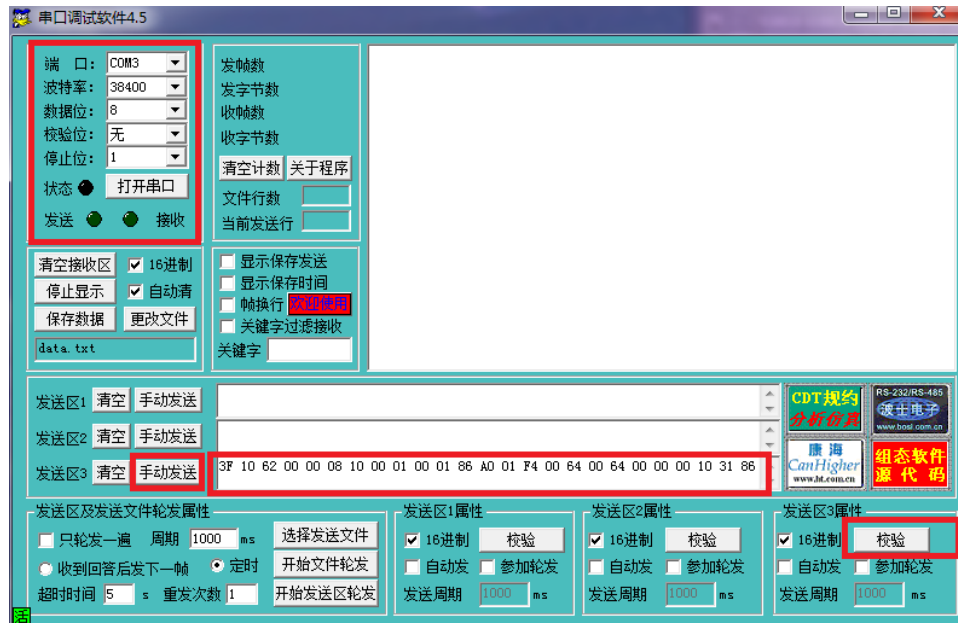 串口调试软件4.5
端 口： COM3
波特率： 38400
数据位： 8
校验位： 无
停止位： 1
状态 打开串口
发送 接收
发帧数
发字节数
收帧数
收字节数
清空计数 关于程序
文件行数
当前发送行
清空接收区 16进制
停止显示 自动清
保存数据 更改文件
data.txt
显示保存发送
显示保存时间
帧换行 欢迎使用
关键字过滤接收
关键字
发送区1 清空 手动发送
发送区2 清空 手动发送
发送区3 清空 手动发送
3F 10 62 00 00 08 10 00 01 00 01 86 A0 01 F4 00 64 00 64 00 00 00 10 31 86
CDT规约
分析仿真
RS-232/RS-485
波士电子
www.bosi.com.cn
康海
CanHigher
www.ht.com.cn
组态软件
源代码
发送区及发送文件轮发属性
只轮发一遍 周期 1000 ms 选择发送文件
收到回答后发下一帧 定时 开始文件轮发
超时时间 5 s 重发次数 1 开始发送区轮发
发送区1属性
16进制 校验
自动发 参加轮发
发送周期 1000 ms
发送区2属性
16进制 校验
自动发 参加轮发
发送周期 1000 ms
发送区3属性
16进制 校验
自动发 参加轮发
发送周期 1000 ms
活